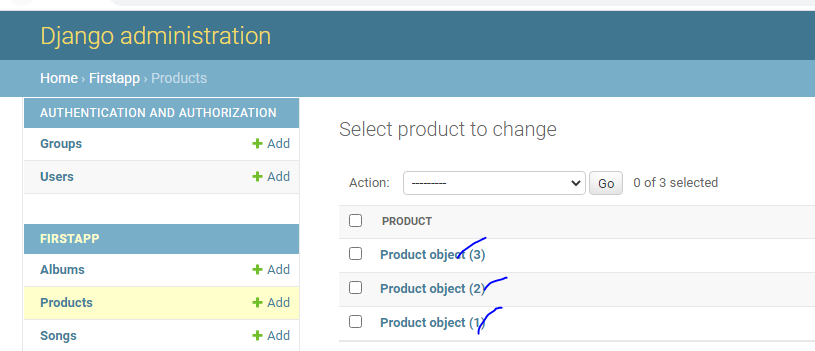 Django administration
Home › Firstapp › Products
AUTHENTICATION AND AUTHORIZATION
Groups + Add
Users + Add
FIRSTAPP
Albums + Add
Products + Add
Songs + Add
Select product to change
Action: --------- Go 0 of 3 selected
PRODUCT
Product object (3)
Product object (2)
Product object (1)